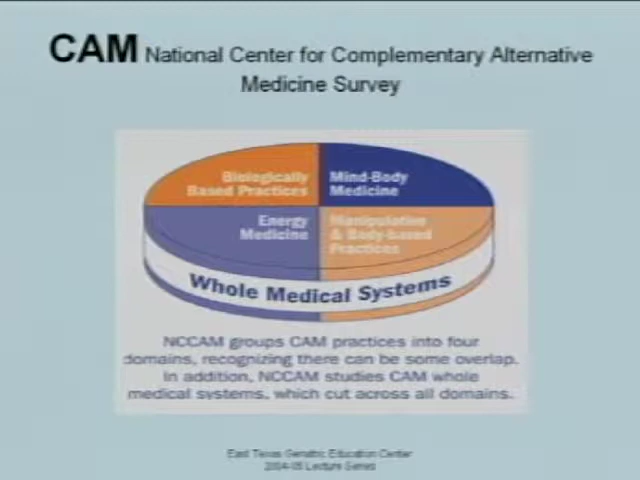 CAM National Center for Complementary Alternative
Medicine Survey
Biologically
Based Practices
Mind-Body
Medicine
Energy
Medicine
Manipulative
& Body-based
Practices
Whole Medical Systems
NCCAM groups CAM practices into four
domains, recognizing there can be some overlap.
In addition, NCCAM studies CAM whole
medical systems, which cut across all domains.
East Texas Geriatric Education Center
2004-05 Lecture Series